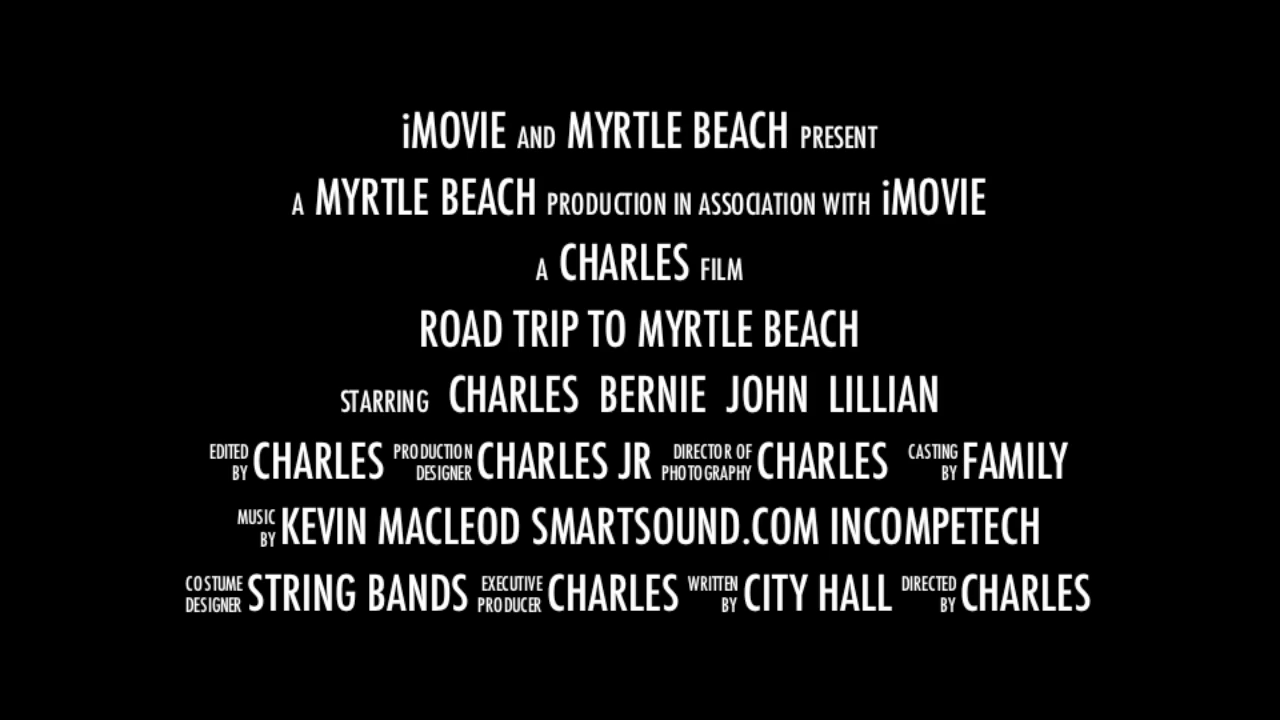 iMOVIE AND MYRTLE BEACH PRESENT
A MYRTLE BEACH PRODUCTION IN ASSOCIATION WITH iMOVIE
A CHARLES FILM
ROAD TRIP TO MYRTLE BEACH
STARRING CHARLES BERNIE JOHN LILLIAN
EDITED BY CHARLES PRODUCTION DESIGNER CHARLES JR DIRECTOR OF PHOTOGRAPHY CHARLES CASTING BY FAMILY
MUSIC BY KEVIN MACLEOD SMARTSOUND.COM INCOMPETECH
COSTUME DESIGNER STRING BANDS EXECUTIVE PRODUCER CHARLES WRITTEN BY CITY HALL DIRECTED BY CHARLES